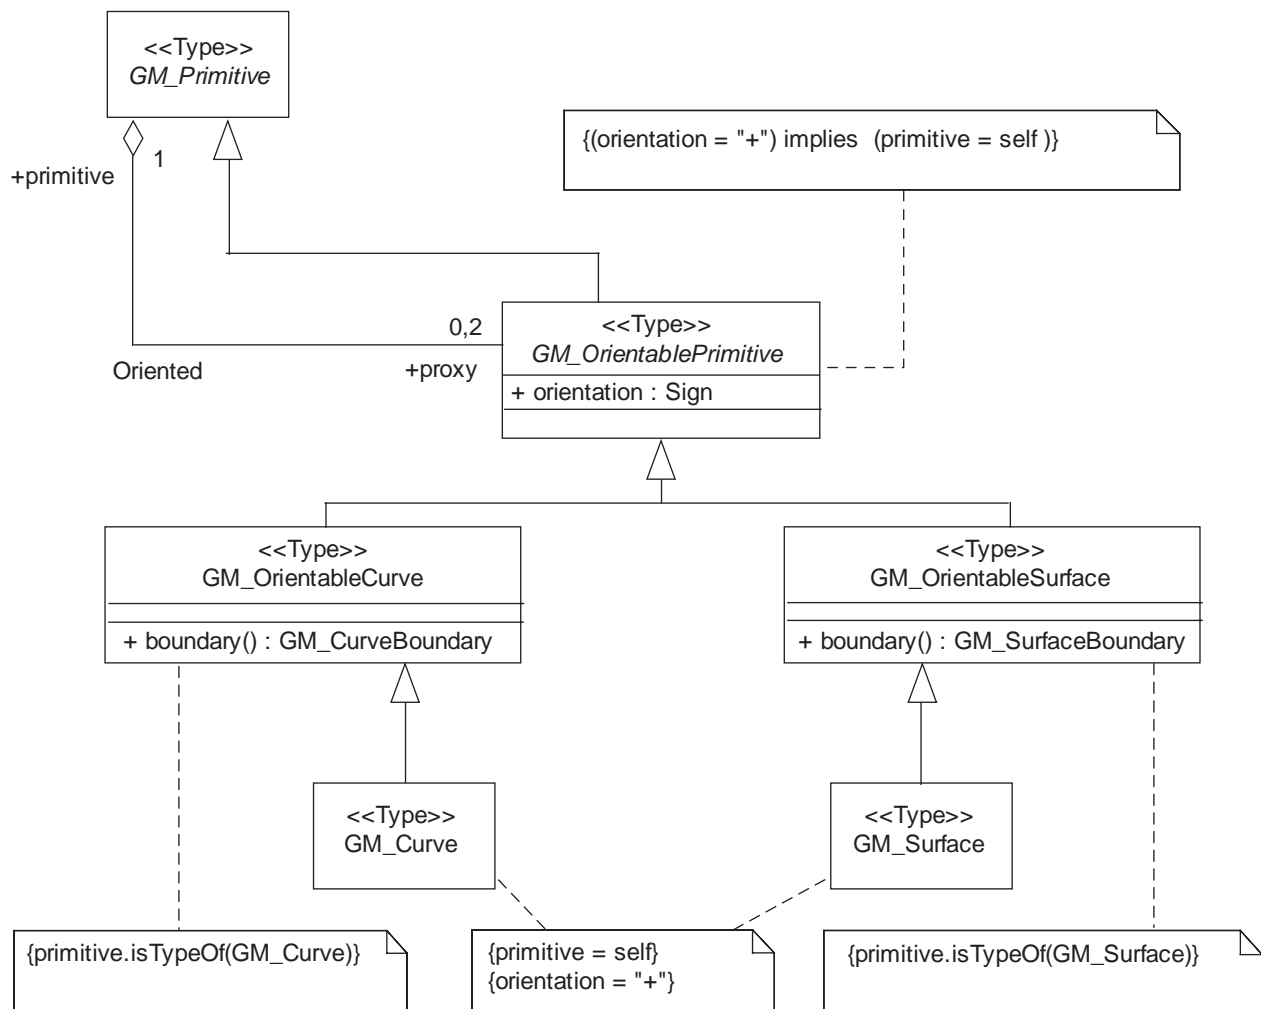 <<Type>>
GM_Primitive
{(orientation = "+") implies (primitive = self )}
1
+primitive
0,2
Oriented
+proxy
<<Type>>
GM_OrientablePrimitive
+ orientation : Sign
<<Type>>
GM_OrientableCurve
+ boundary() : GM_CurveBoundary
<<Type>>
GM_OrientableSurface
+ boundary() : GM_SurfaceBoundary
<<Type>>
GM_Curve
<<Type>>
GM_Surface
{primitive.isTypeOf(GM_Curve)}
{primitive = self}
{orientation = "+"}
{primitive.isTypeOf(GM_Surface)}